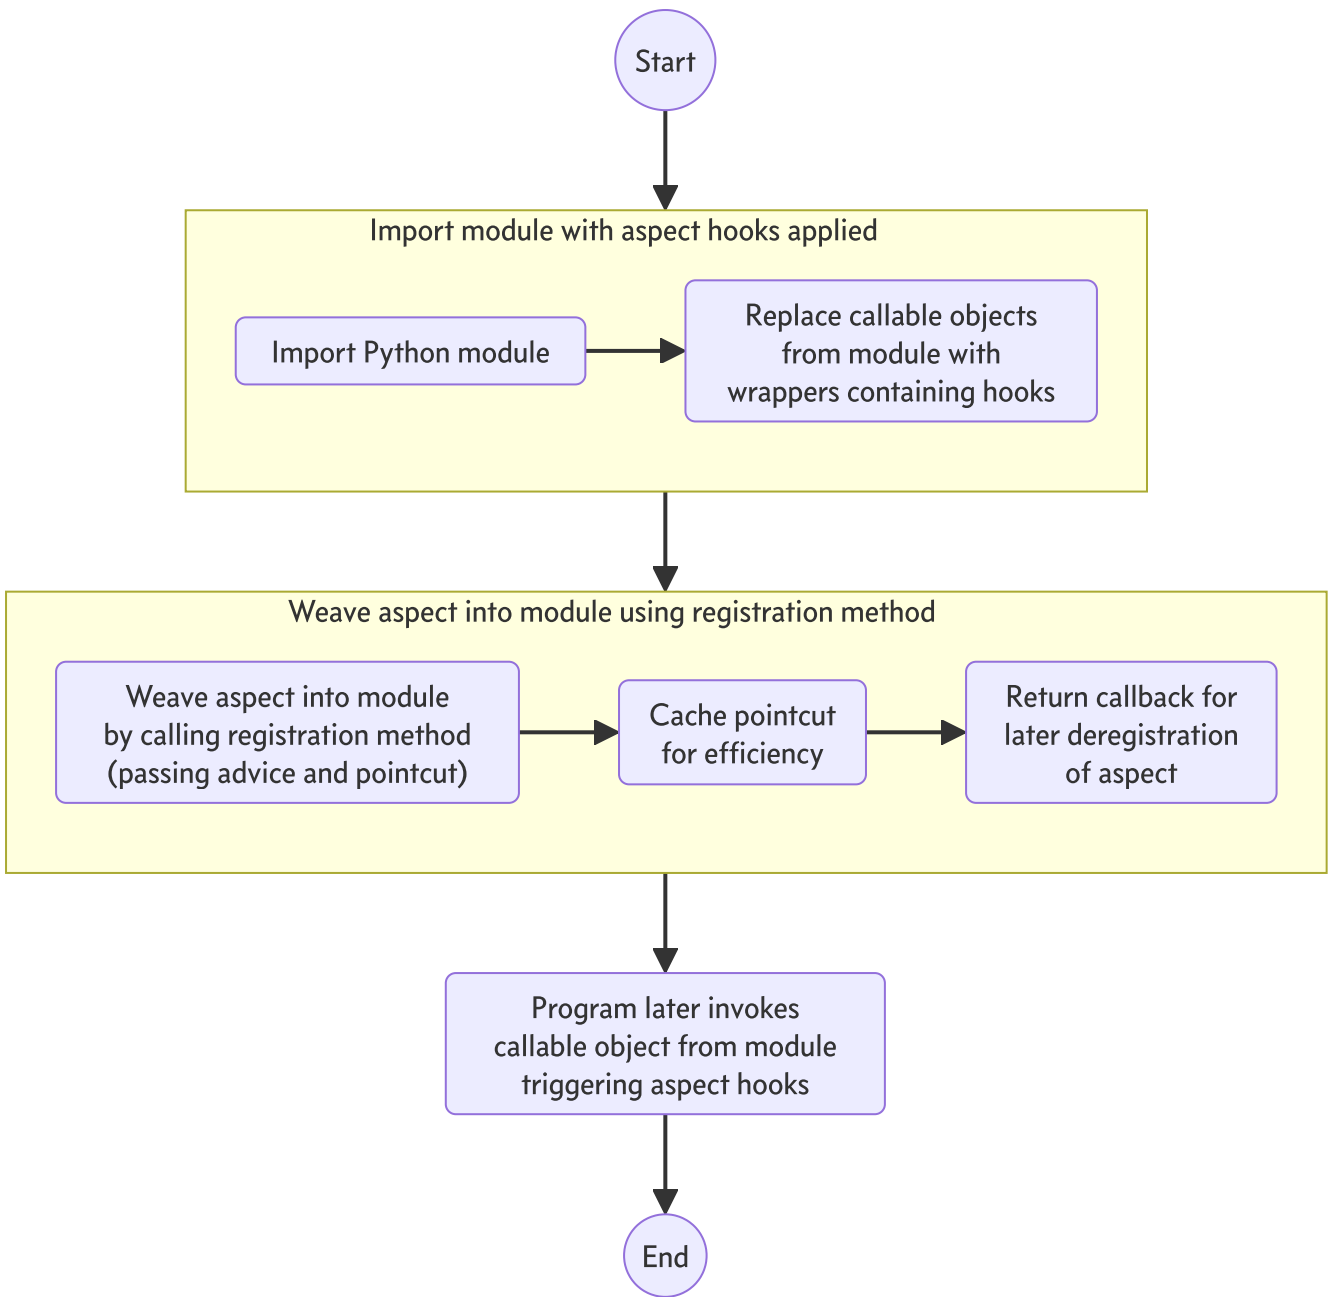 Start
Import module with aspect hooks applied
Import Python module
Replace callable objects
from module with
wrappers containing hooks
Weave aspect into module using registration method
Weave aspect into module
by calling registration method
(passing advice and pointcut)
Cache pointcut
for efficiency
Return callback for
later deregistration
of aspect
Program later invokes
callable object from module
triggering aspect hooks
End